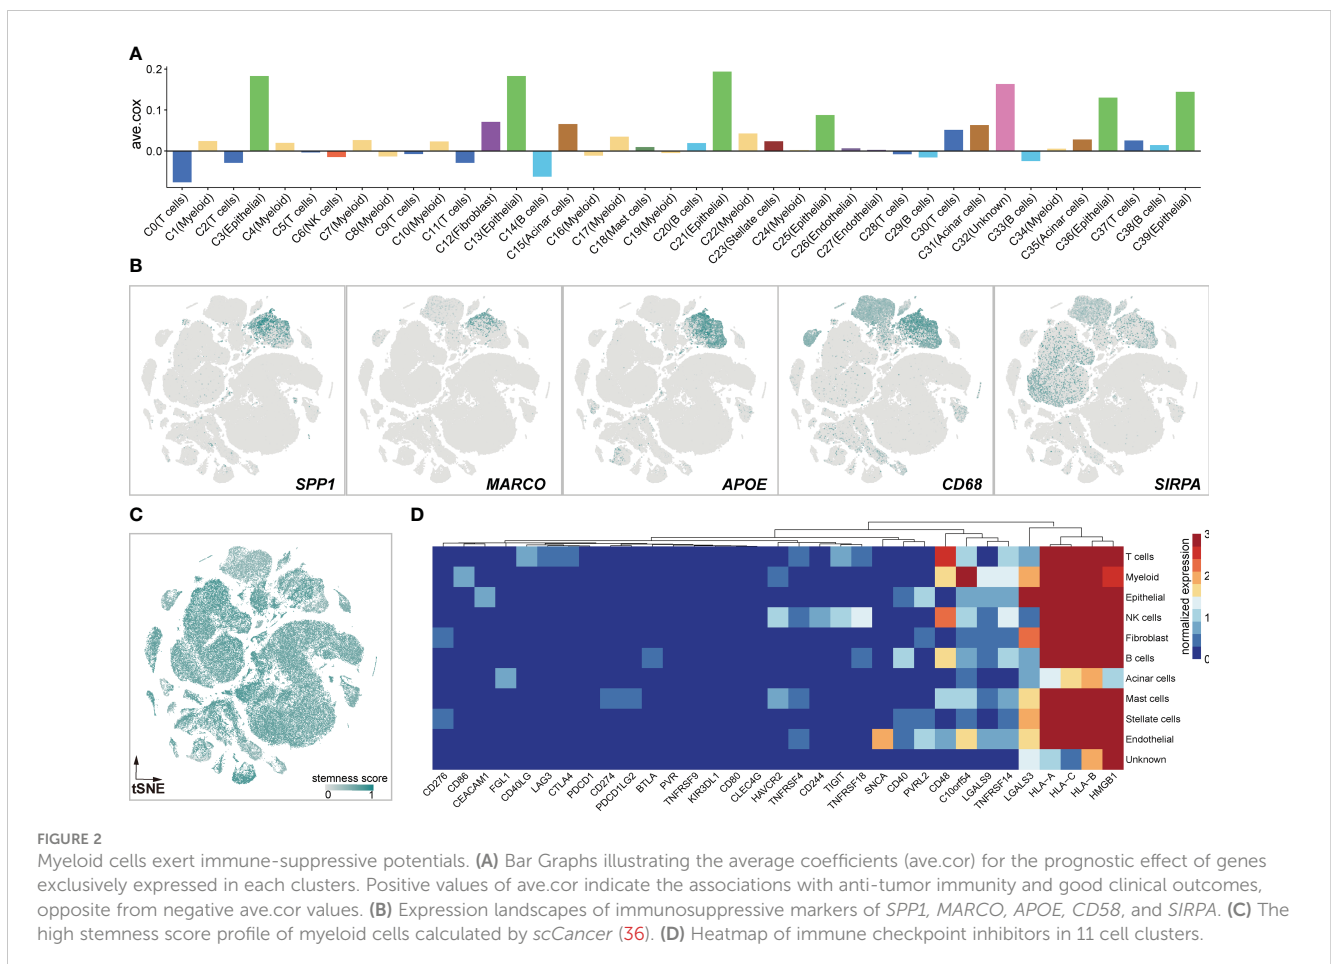 A
ave.cox
0.2
0.1
0.0
C0(T cells)
C1(Myeloid)
C2(T cells)
C3(Epithelial)
C4(Myeloid)
C5(T cells)
C6(NK cells)
C7(Myeloid)
C8(Myeloid)
C9(T cells)
C10(Myeloid)
C11(T cells)
C12(Fibroblast)
C13(Epithelial)
C14(B cells)
C15(Acinar cells)
C16(Myeloid)
C17(Myeloid)
C18(Mast cells)
C19(Myeloid)
C20(B cells)
C21(Epithelial)
C22(Myeloid)
C23(Stellate cells)
C24(Myeloid)
C25(Epithelial)
C26(Endothelial)
C27(Endothelial)
C28(T cells)
C29(B cells)
C30(T cells)
C31(Acinar cells)
C32(Unknown)
C33(B cells)
C34(Myeloid)
C35(Acinar cells)
C36(Epithelial)
C37(T cells)
C38(B cells)
C39(Epithelial)
B
SPP1
MARCO
APOE
CD68
SIRPA
C
tSNE
stemness score
0 1
D
T cells
Myeloid
Epithelial
NK cells
Fibroblast
B cells
Acinar cells
Mast cells
Stellate cells
Endothelial
Unknown
normalized expression
3
2
1
0
CD276
CD86
CEACAM1
FGL1
CD40LG
LAG3
CTLA4
PDCD1
CD274
PDCD1LG2
BTLA
PVR
TNFRSF9
KIR3DL1
CD80
CLEC4G
HAVCR2
TNFRSF4
CD244
TIGIT
TNFRSF18
SNCA
CD40
PVRL2
CD48
C10orf54
LGALS9
TNFRSF14
LGALS3
HLA-A
HLA-C
HLA-B
HMGB1
FIGURE 2
Myeloid cells exert immune-suppressive potentials. (A) Bar Graphs illustrating the average coefficients (ave.cor) for the prognostic effect of genes
exclusively expressed in each clusters. Positive values of ave.cor indicate the associations with anti-tumor immunity and good clinical outcomes,
opposite from negative ave.cor values. (B) Expression landscapes of immunosuppressive markers of SPP1, MARCO, APOE, CD58, and SIRPA. (C) The
high stemness score profile of myeloid cells calculated by scCancer (36). (D) Heatmap of immune checkpoint inhibitors in 11 cell clusters.